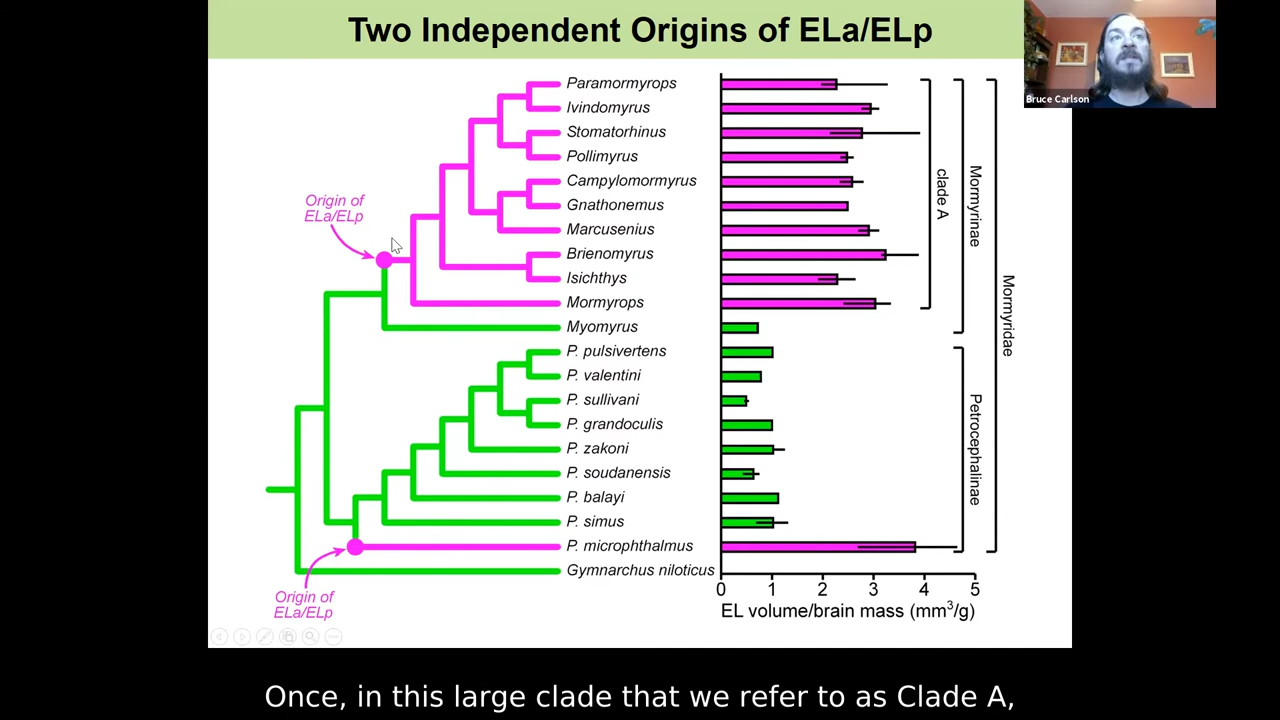 Two Independent Origins of ELa/ELp
Bruce Carlson
Origin of
ELa/ELp
Paramormyrops
Ivindomyrus
Stomatorhinus
Pollimyrus
Campylomormyrus
Gnathonemus
Marcusenius
Brienomyrus
Isichthys
Mormyrops
Myomyrus
P. pulsivertens
P. valentini
P. sullivani
P. grandoculis
P. zakoni
P. soudanensis
P. balayi
P. simus
P. microphthalmus
Gymnarchus niloticus
clade A
Mormyrinae
Petrocephalinae
Mormyridae
Origin of
ELa/ELp
0 1 2 3 4 5
EL volume/brain mass (mm³/g)
Once, in this large clade that we refer to as Clade A,